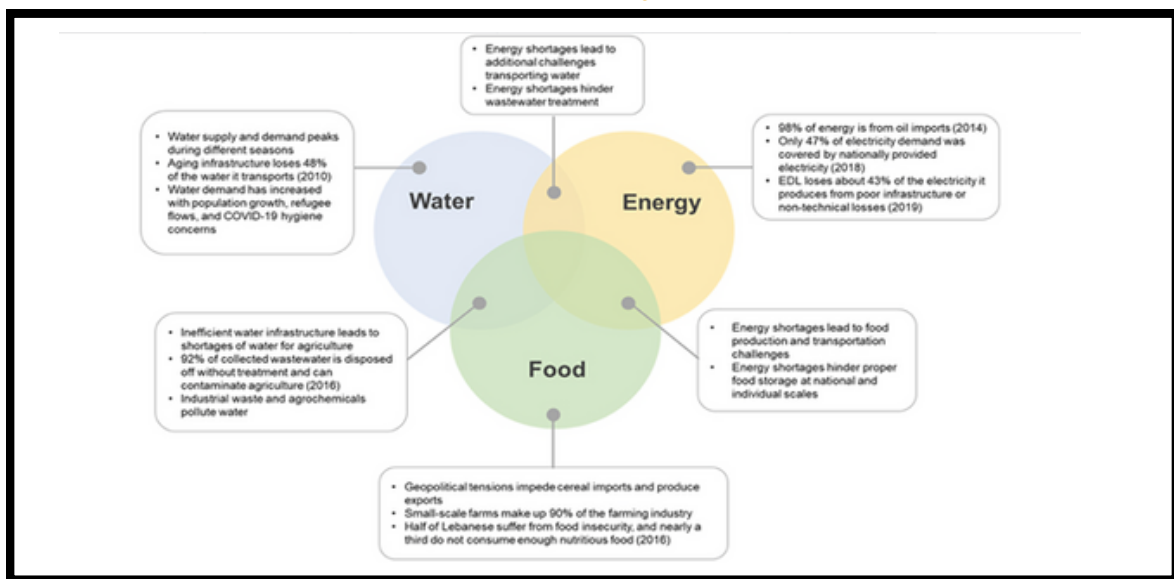 • Energy shortages lead to
additional challenges
transporting water
• Energy shortages hinder
wastewater treatment
• Water supply and demand peaks
during different seasons
• Aging infrastructure loses 48%
of the water it transports (2010)
• Water demand has increased
with population growth, refugee
flows, and COVID-19 hygiene
concerns
• 98% of energy is from oil imports (2014)
• Only 47% of electricity demand was
covered by nationally provided
electricity (2018)
• EDL loses about 43% of the electricity it
produces from poor infrastructure or
non-technical losses (2019)
Water
Energy
• Inefficient water infrastructure leads to
shortages of water for agriculture
• 92% of collected wastewater is disposed
off without treatment and can
contaminate agriculture (2016)
• Industrial waste and agrochemicals
pollute water
• Energy shortages lead to food
production and transportation
challenges
• Energy shortages hinder proper
food storage at national and
individual scales
Food
• Geopolitical tensions impede cereal imports and produce
exports
• Small-scale farms make up 90% of the farming industry
• Half of Lebanese suffer from food insecurity, and nearly a
third do not consume enough nutritious food (2016)